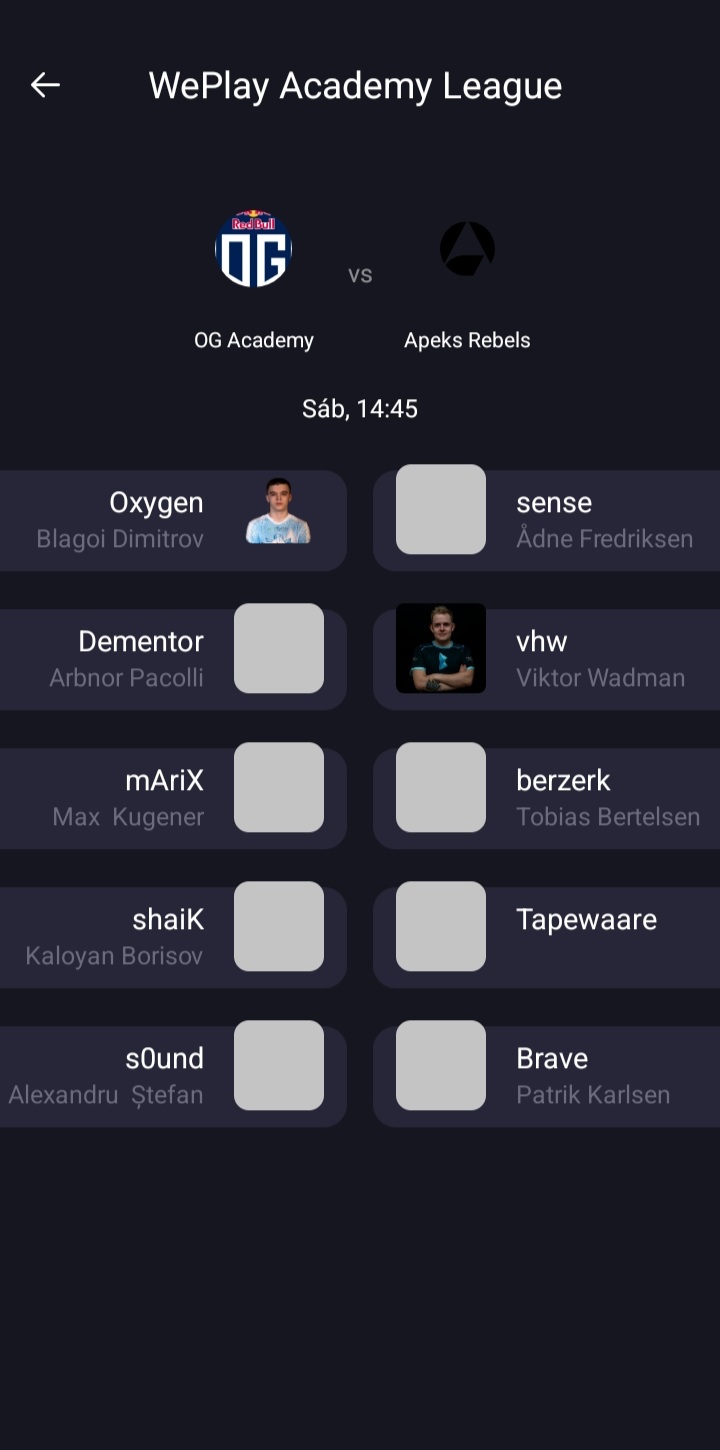 WePlay Academy League
Red Bull
OG
vs
OG Academy
Apeks Rebels
Sáb, 14:45
Oxygen
Blagoi Dimitrov
sense
Ådne Fredriksen
Dementor
Arbnor Pacolli
vhw
Viktor Wadman
mAriX
Max  Kugener
berzerk
Tobias Bertelsen
shaiK
Kaloyan Borisov
Tapewaare
s0und
Alexandru  Ștefan
Brave
Patrik Karlsen